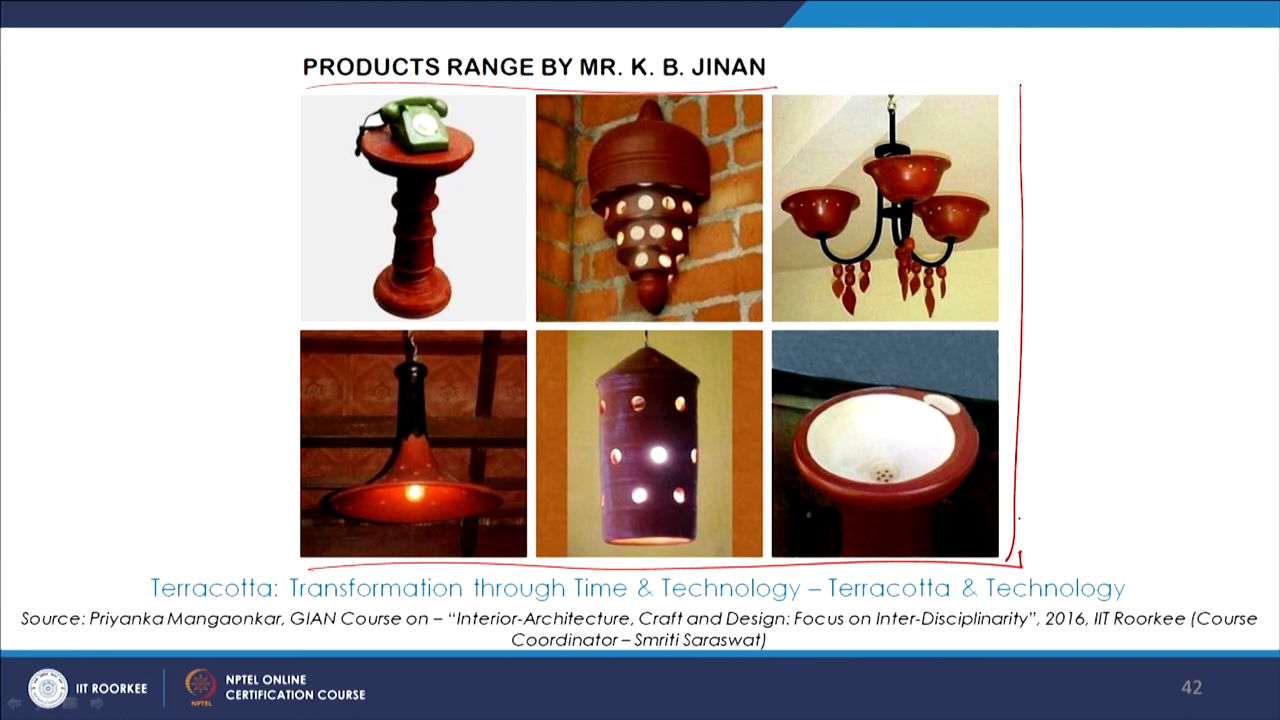 PRODUCTS RANGE BY MR. K. B. JINAN
Terracotta: Transformation through Time & Technology – Terracotta & Technology
Source: Priyanka Mangaonkar, GIAN Course on – “Interior-Architecture, Craft and Design: Focus on Inter-Disciplinarity”, 2016, IIT Roorkee (Course
Coordinator – Smriti Saraswat)
IIT ROORKEE
NPTEL ONLINE
CERTIFICATION COURSE
NPTEL
42